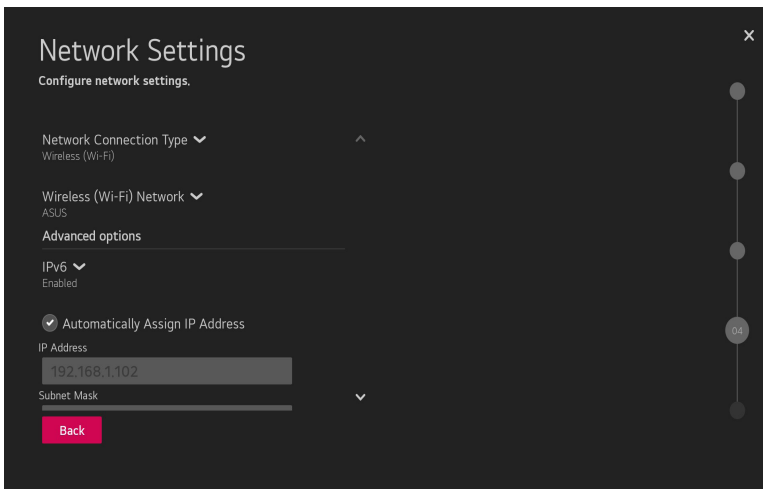 Network Settings
Configure network settings.
Network Connection Type
Wireless (Wi-Fi)
Wireless (Wi-Fi) Network
ASUS
Advanced options
IPv6
Enabled
Automatically Assign IP Address
IP Address
192.168.1.102
Subnet Mask
Back
04